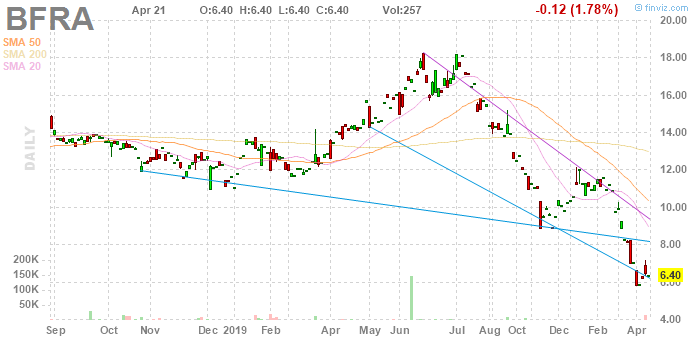 BFRA
Apr 21 O:6.40 H:6.40 L:6.40 C:6.40 Vol:257 -0.12 (1.78%)
© finviz.com
SMA 50
SMA 200
SMA 20
DAILY
20.00
18.00
16.00
14.00
12.00
10.00
8.00
6.40
6.00
4.00
200K
150K
100K
50K
Sep Oct Nov Dec 2019 Feb Apr May Jun Jul Aug Oct Dec Feb Apr